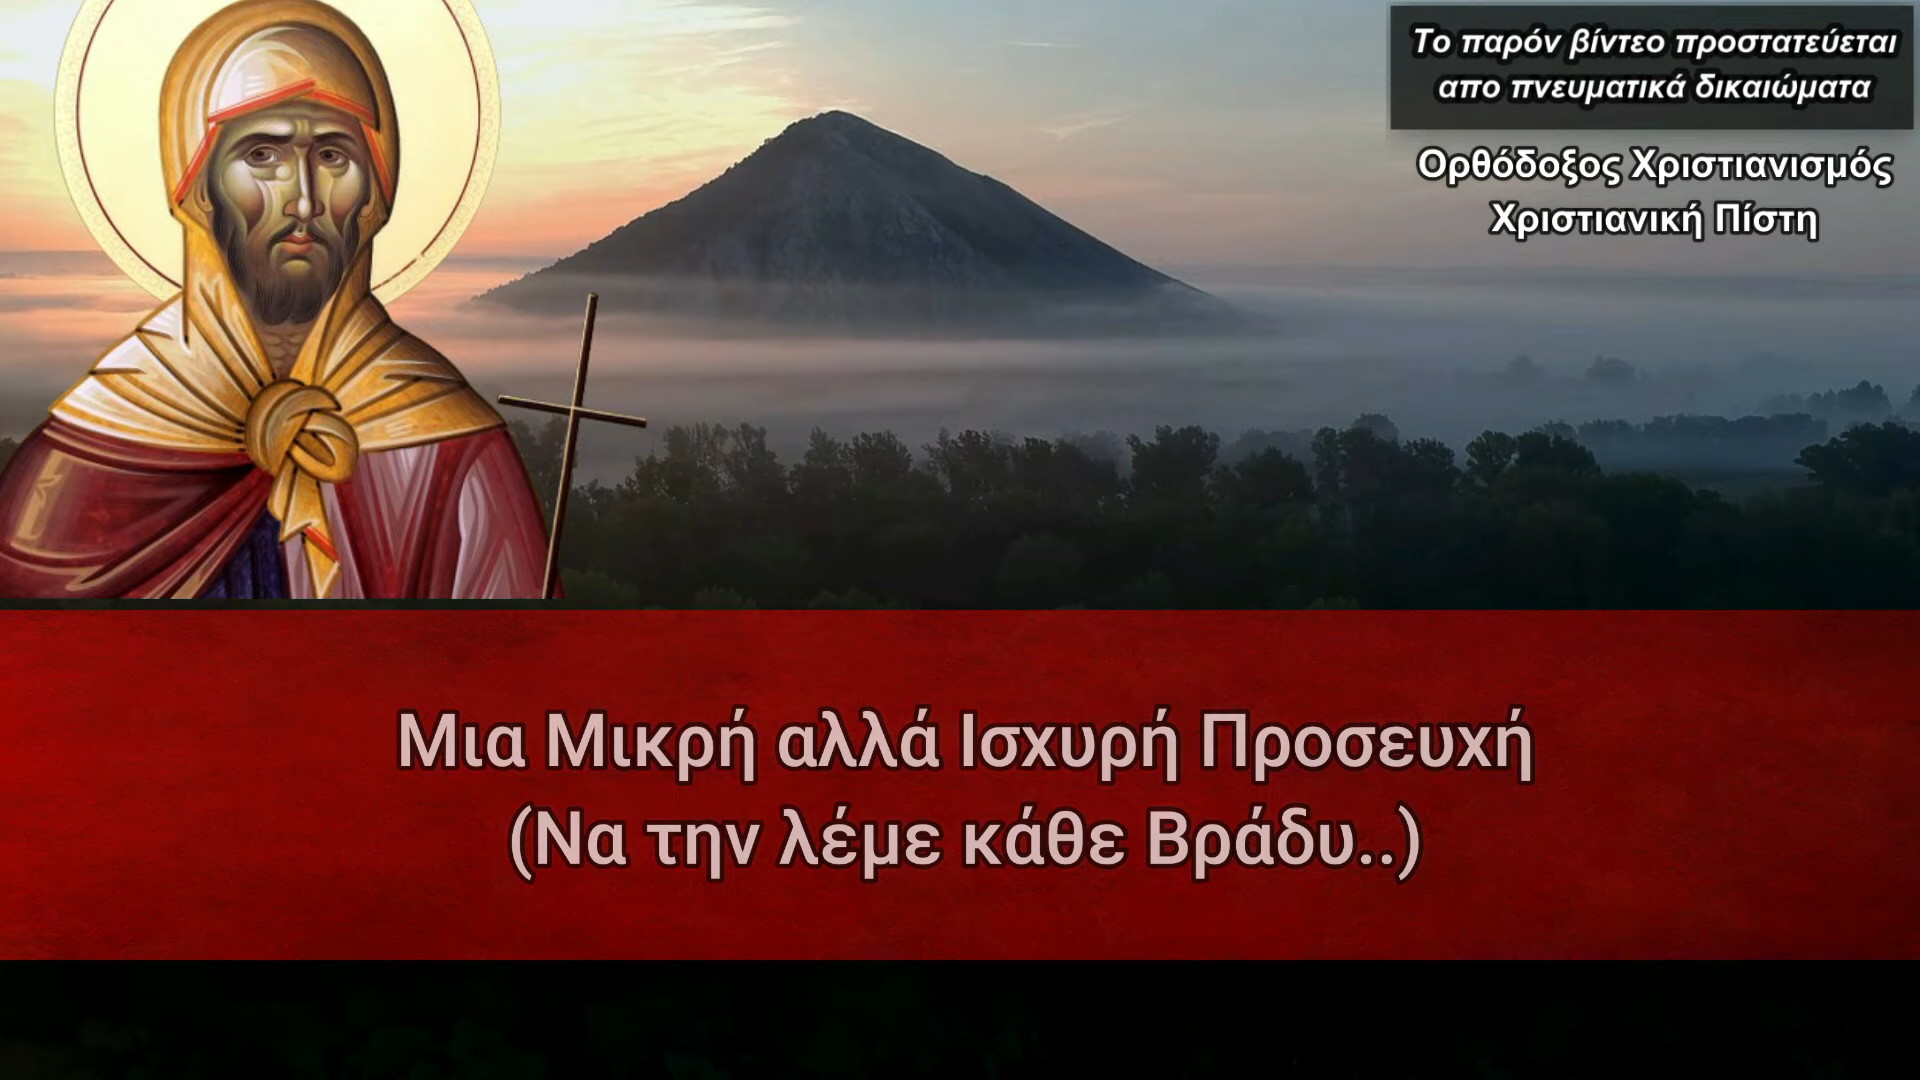 Το παρόν βίντεο προστατεύεται
απο πνευματικά δικαιώματα
Ορθόδοξος Χριστιανισμός
Χριστιανική Πίστη
Μια Μικρή αλλά Ισχυρή Προσευχή
(Να την λέμε κάθε Βράδυ..)